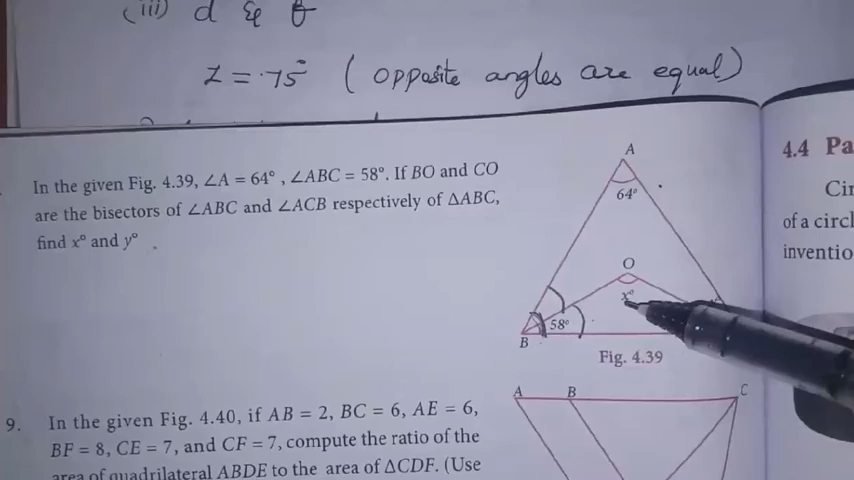 (iii) d &
Z = 75° ( opposite angles are equal)
In the given Fig. 4.39, ∠A = 64° , ∠ABC = 58°. If BO and CO
are the bisectors of ∠ABC and ∠ACB respectively of ΔABC,
find x° and y°
A
64°
O
x°
58°
B
Fig. 4.39
4.4 Pa
Cir
of a circl
inventio
9. In the given Fig. 4.40, if AB = 2, BC = 6, AE = 6,
BF = 8, CE = 7, and CF = 7, compute the ratio of the
area of quadrilateral ABDE to the area of ΔCDF. (Use
A B C